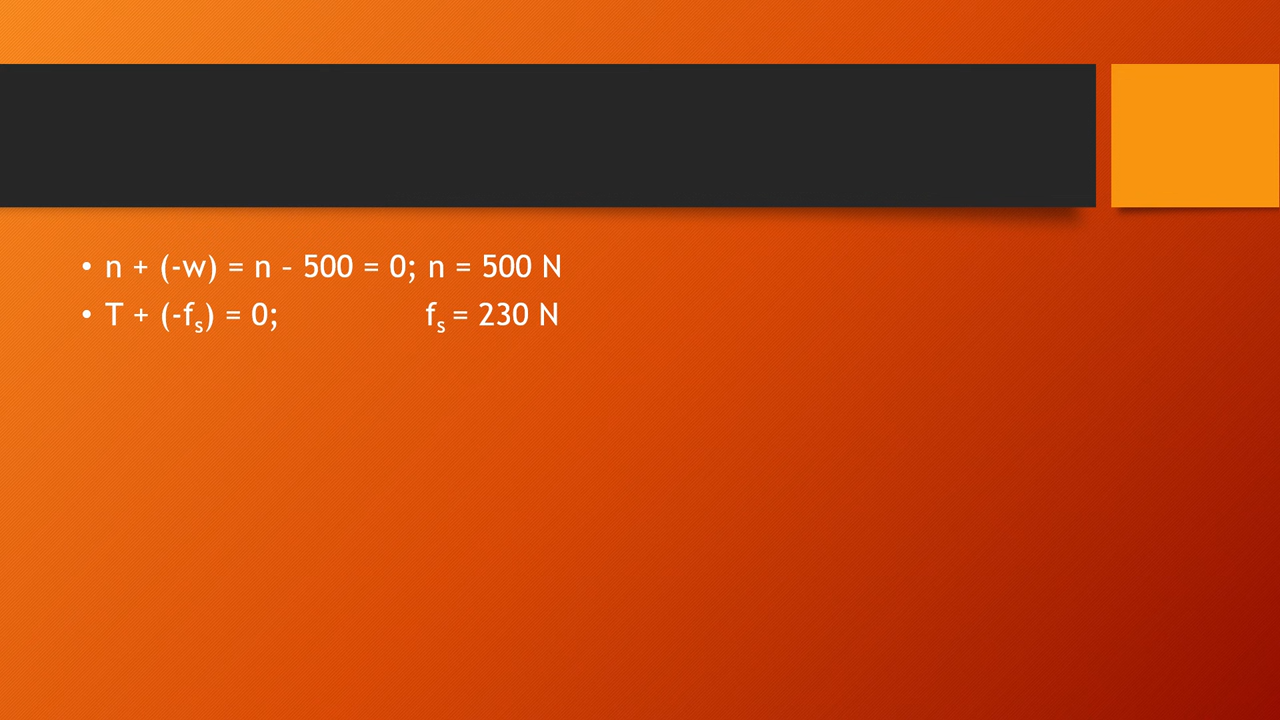 • n + (-w) = n - 500 = 0; n = 500 N
• T + (-fₛ) = 0; fₛ = 230 N